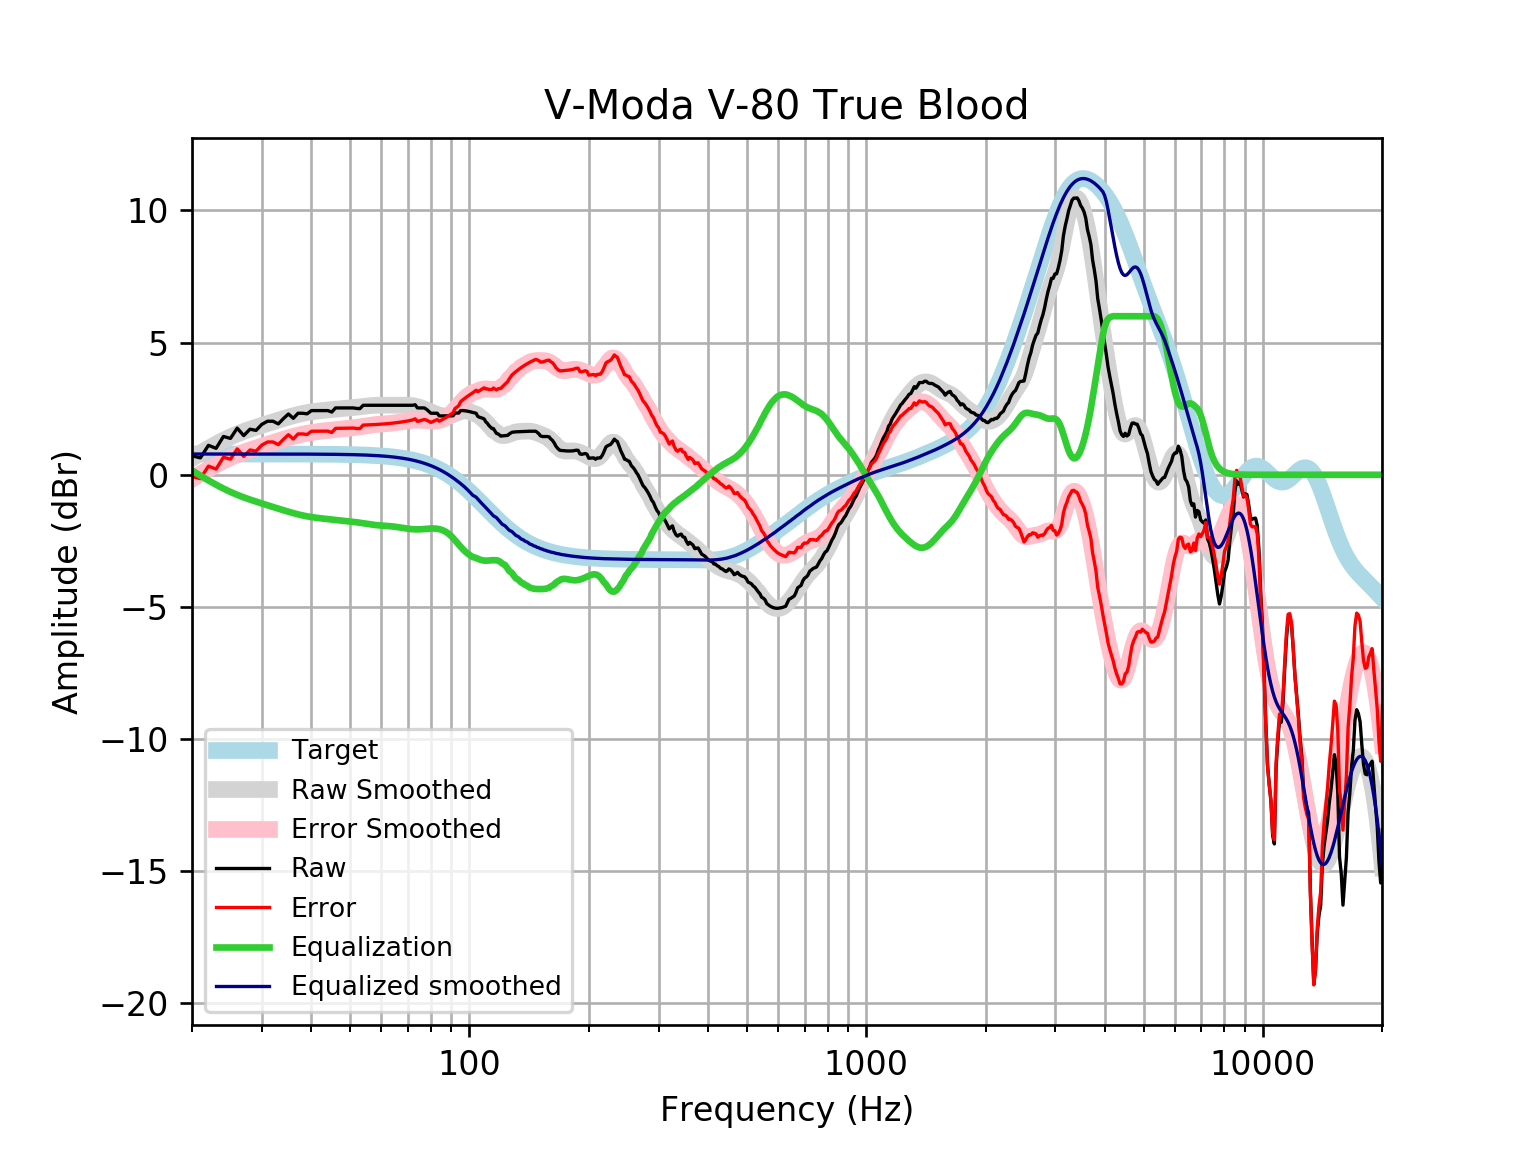 V-Moda V-80 True Blood
10
5
0
−5
−10
−15
−20
Amplitude (dBr)
Target
Raw Smoothed
Error Smoothed
Raw
Error
Equalization
Equalized smoothed
100 1000 10000
Frequency (Hz)